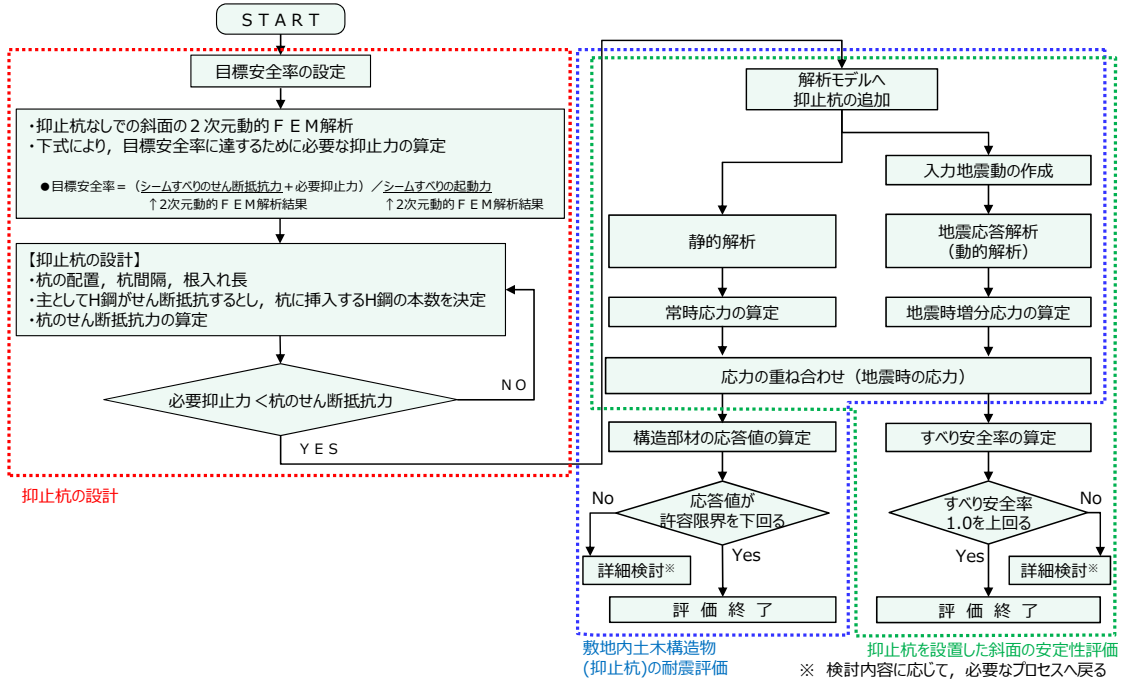 ＳＴＡＲＴ
目標安全率の設定
・抑止杭なしでの斜面の２次元動的ＦＥＭ解析
・下式により，目標安全率に達するために必要な抑止力の算定
●目標安全率＝（シームすべりのせん断抵抗力＋必要抑止力）／シームすべりの起動力
↑２次元動的ＦＥＭ解析結果　↑２次元動的ＦＥＭ解析結果
【抑止杭の設計】
・杭の配置，杭間隔，根入れ長
・主としてH鋼がせん断抵抗するとし，杭に挿入するH鋼の本数を決定
・杭のせん断抵抗力の算定
必要抑止力＜杭のせん断抵抗力
ＮＯ
ＹＥＳ
抑止杭の設計
解析モデルへ
抑止杭の追加
入力地震動の作成
静的解析
地震応答解析
（動的解析）
常時応力の算定
地震時増分応力の算定
応力の重ね合わせ（地震時の応力）
構造部材の応答値の算定
すべり安全率の算定
No
応答値が
許容限界を下回る
Yes
詳細検討※
評 価 終 了
すべり安全率
1.0を上回る
No
Yes
詳細検討※
評 価 終 了
敷地内土木構造物
(抑止杭)の耐震評価
抑止杭を設置した斜面の安定性評価
※ 検討内容に応じて，必要なプロセスへ戻る